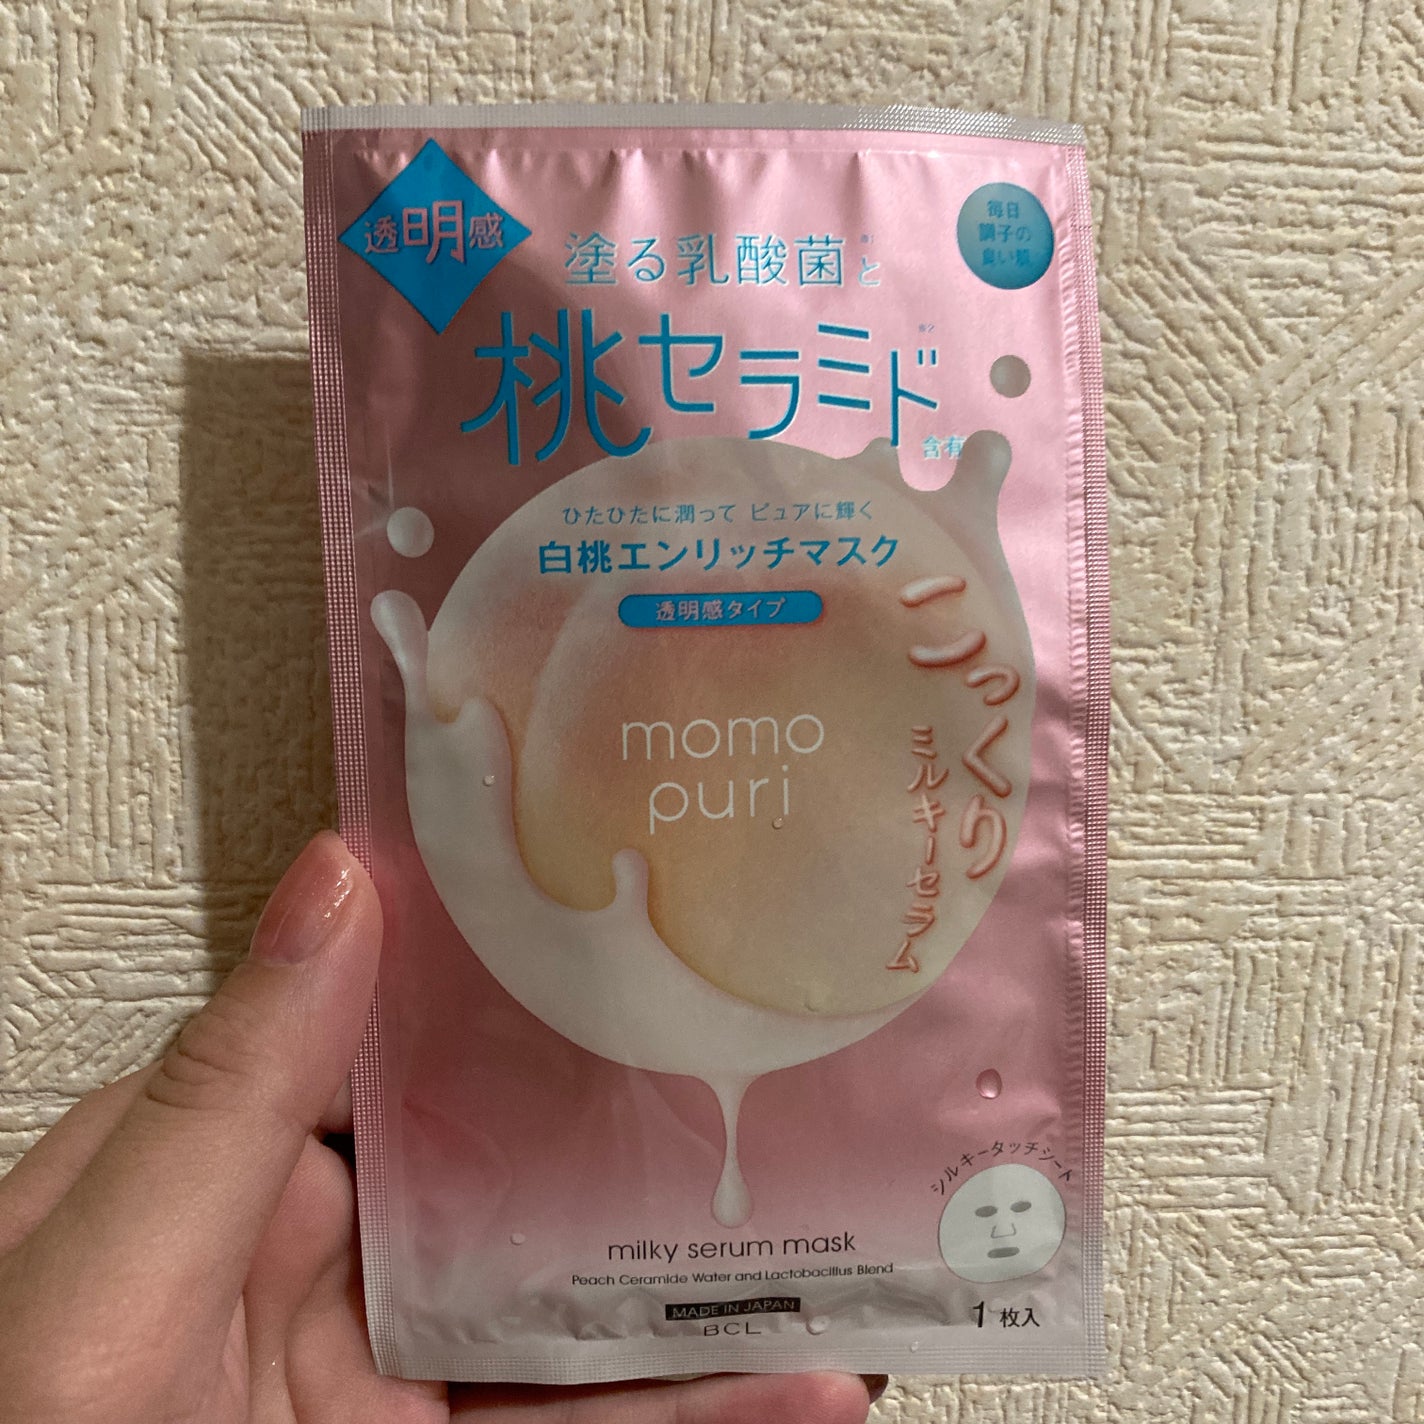 透明感
毎日
調子の
良い肌
塗る乳酸菌※1と
桃セラミド※2
含有
ひたひたに潤って ピュアに輝く
白桃エンリッチマスク
透明感タイプ
こっくり
ミルキーセラム
momo
puri
シルキータッチシート
milky serum mask
Peach Ceramide Water and Lactobacillus Blend
MADE IN JAPAN
BCL
1枚入